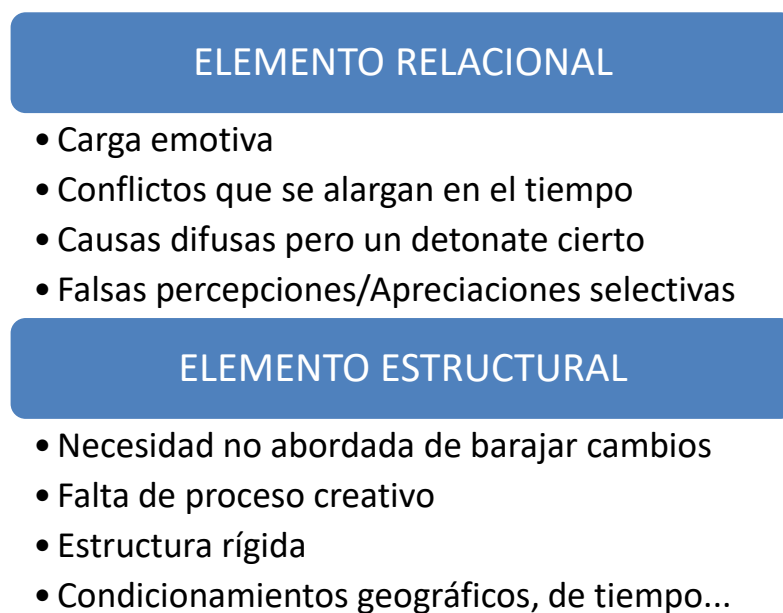 ELEMENTO RELACIONAL
• Carga emotiva
• Conflictos que se alargan en el tiempo
• Causas difusas pero un detonate cierto
• Falsas percepciones/Apreciaciones selectivas
ELEMENTO ESTRUCTURAL
• Necesidad no abordada de barajar cambios
• Falta de proceso creativo
• Estructura rígida
• Condicionamientos geográficos, de tiempo...